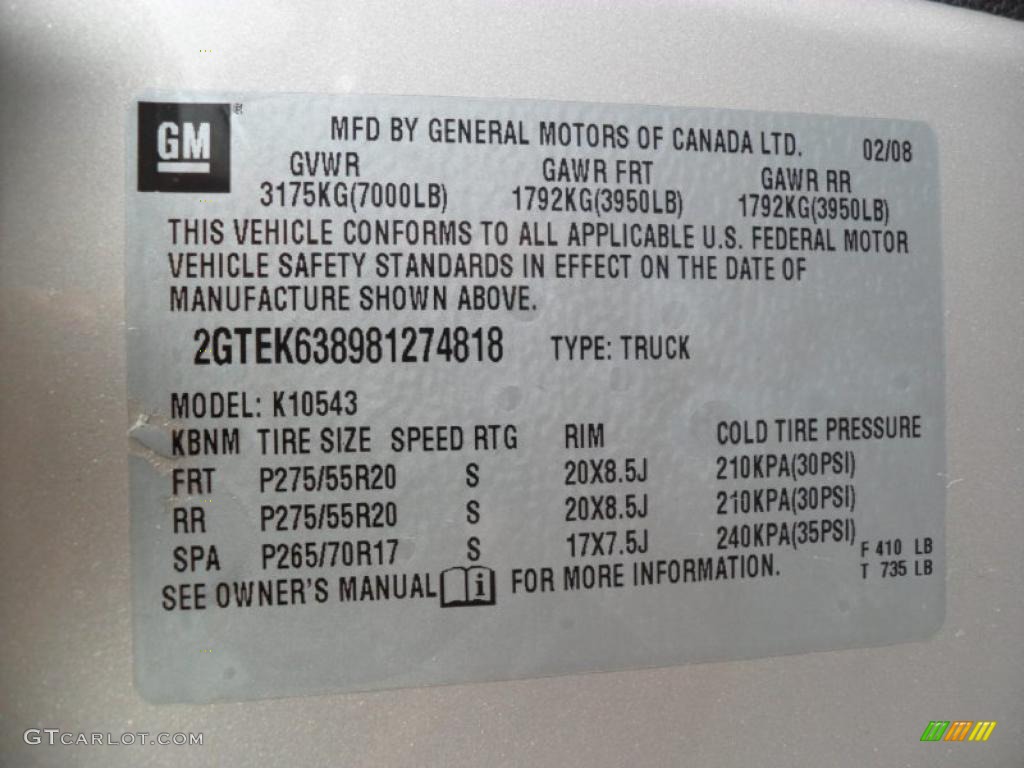 GM ®
MFD BY GENERAL MOTORS OF CANADA LTD. 02/08
GVWR GAWR FRT GAWR RR
3175KG(7000LB) 1792KG(3950LB) 1792KG(3950LB)
THIS VEHICLE CONFORMS TO ALL APPLICABLE U.S. FEDERAL MOTOR
VEHICLE SAFETY STANDARDS IN EFFECT ON THE DATE OF
MANUFACTURE SHOWN ABOVE.
2GTEK638981274818 TYPE: TRUCK
MODEL: K10543
KBNM TIRE SIZE SPEED RTG RIM COLD TIRE PRESSURE
FRT P275/55R20 S 20X8.5J 210KPA(30PSI)
RR P275/55R20 S 20X8.5J 210KPA(30PSI)
SPA P265/70R17 S 17X7.5J 240KPA(35PSI) F 410 LB
SEE OWNER'S MANUAL i FOR MORE INFORMATION. T 735 LB
GTCARLOT.COM